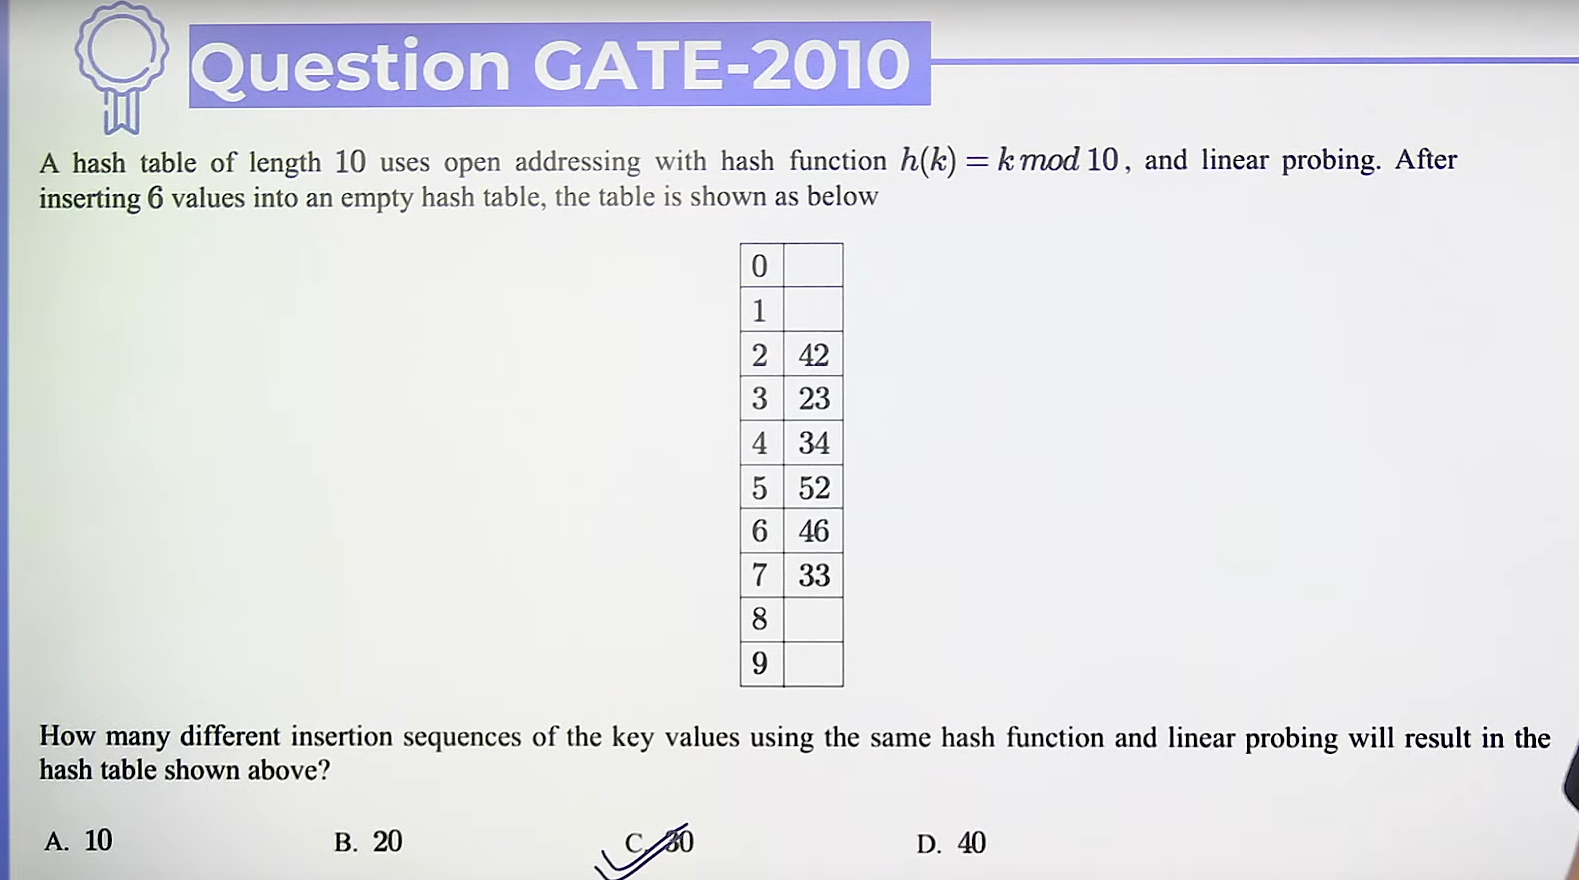 Question GATE-2010
A hash table of length 10 uses open addressing with hash function h(k) = k mod 10, and linear probing. After
inserting 6 values into an empty hash table, the table is shown as below
0
1
2 42
3 23
4 34
5 52
6 46
7 33
8
9
How many different insertion sequences of the key values using the same hash function and linear probing will result in the
hash table shown above?
A. 10 B. 20 C. 30 D. 40